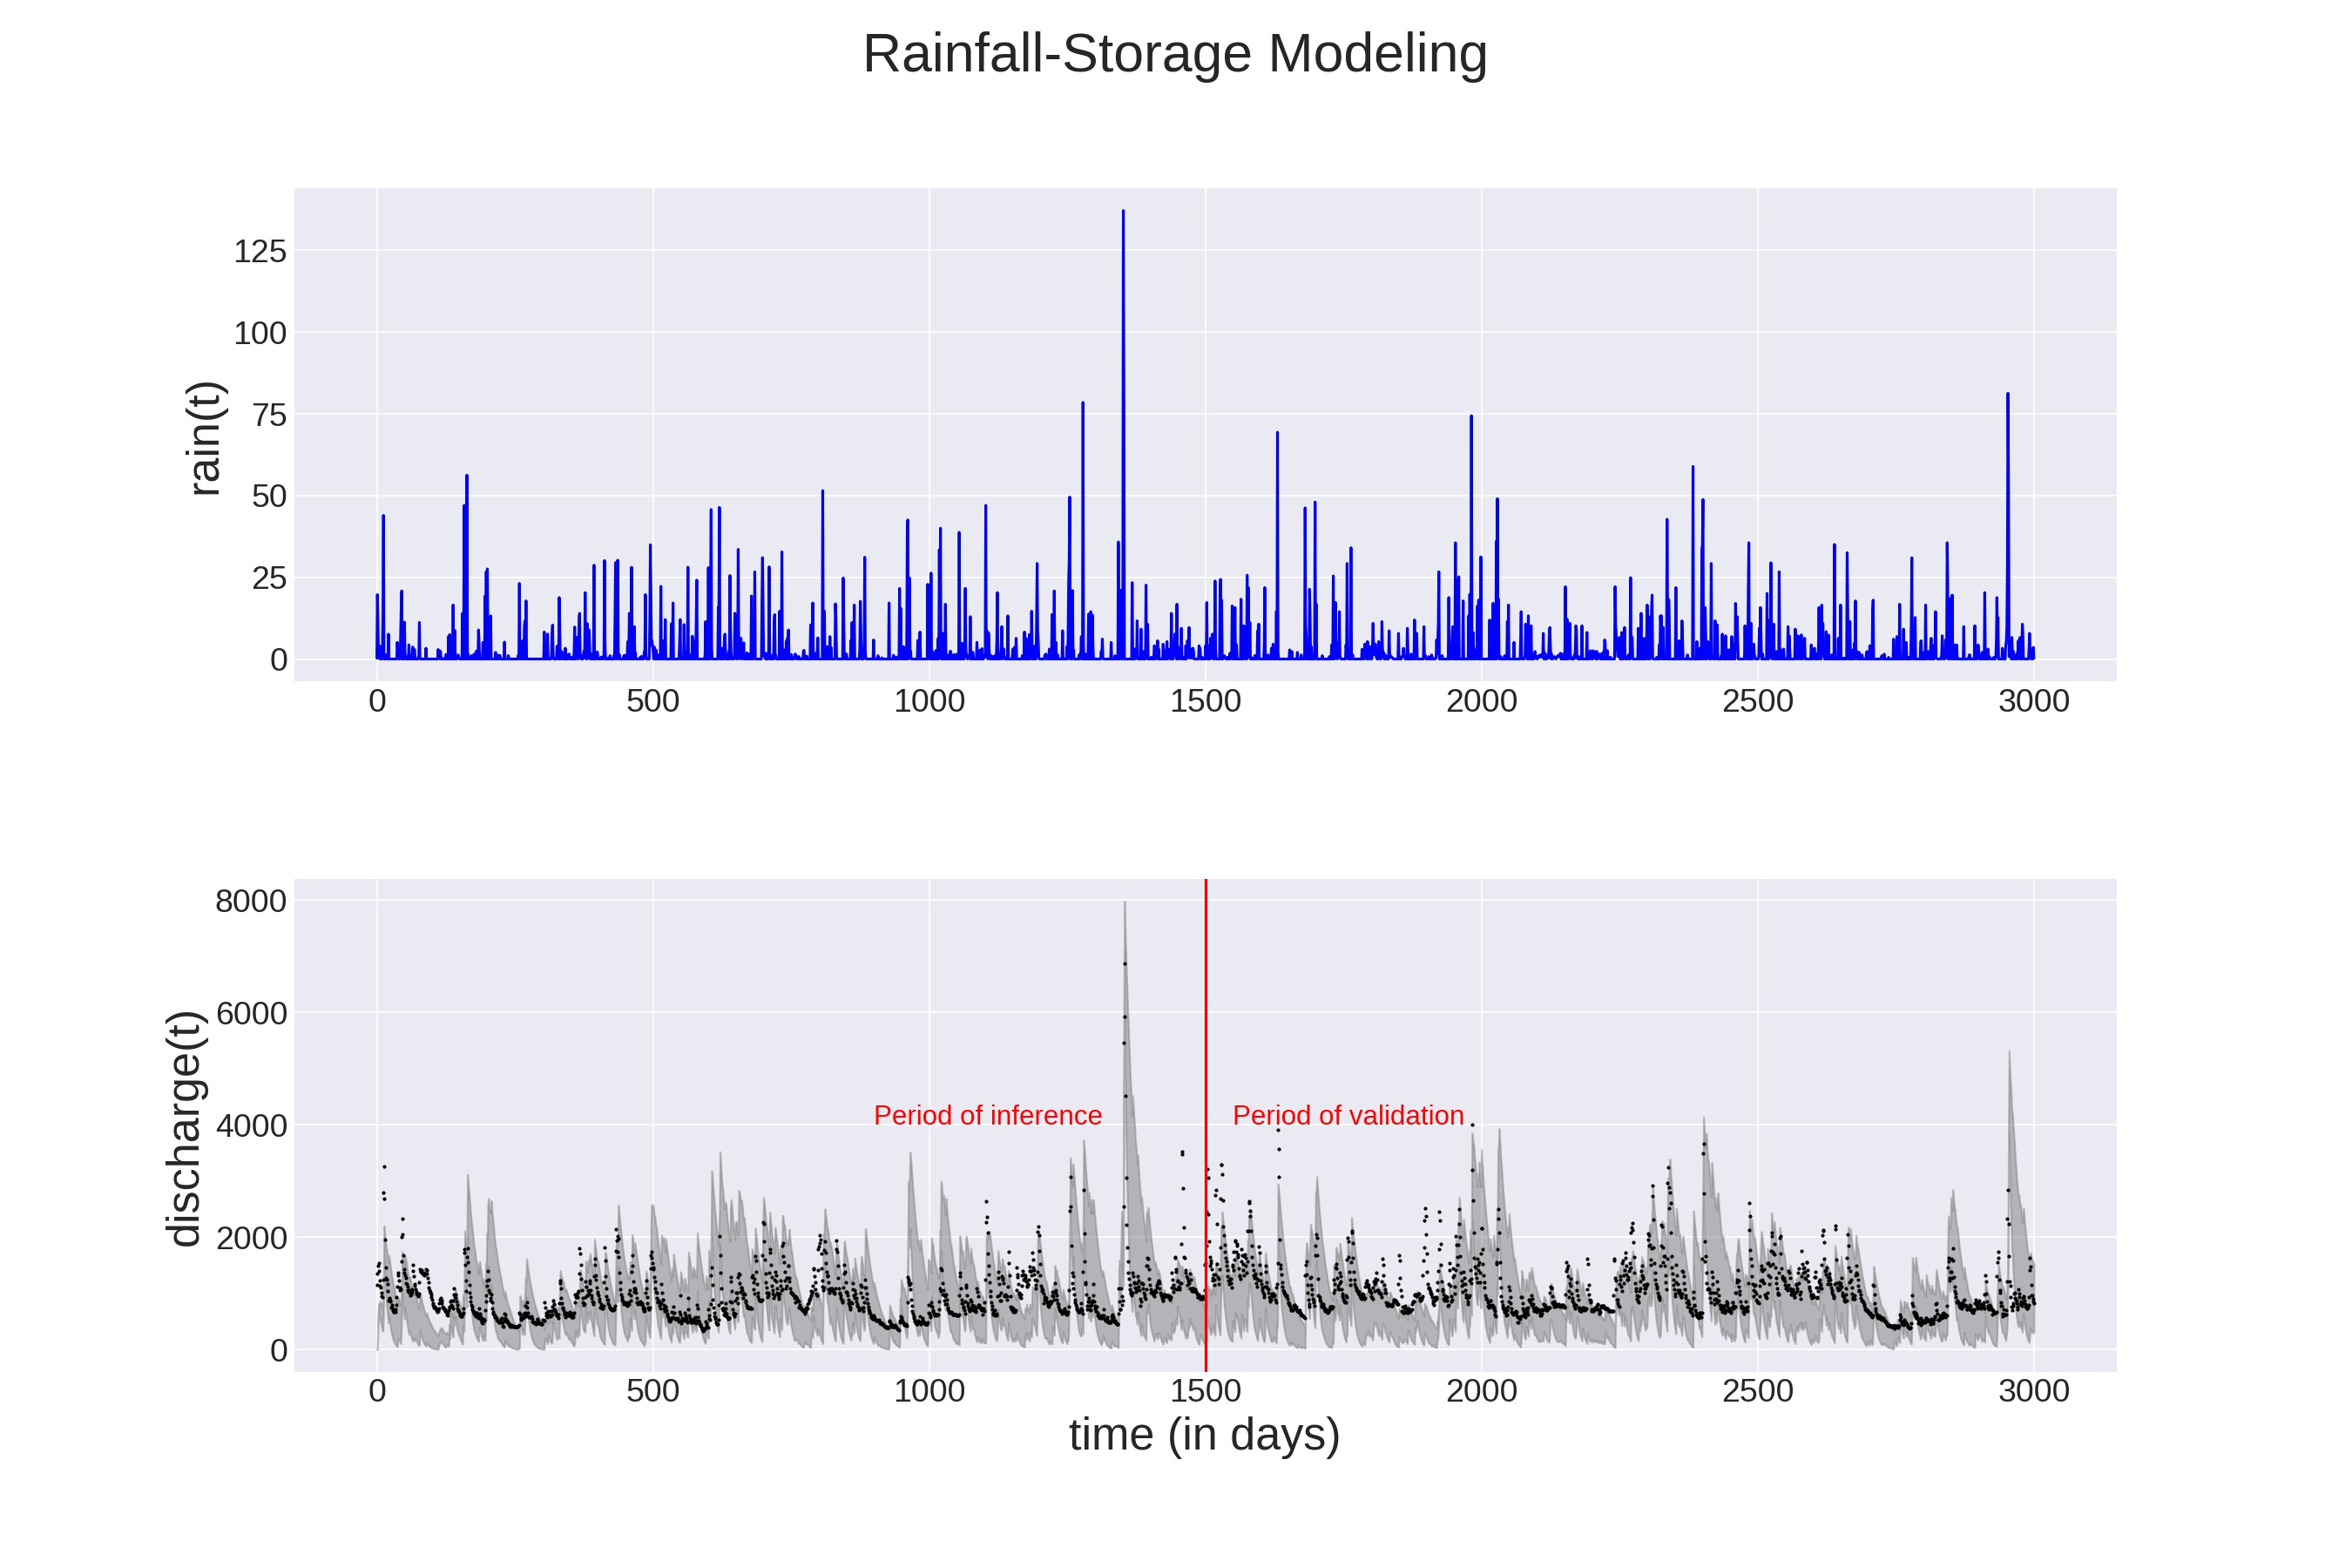 Rainfall-Storage Modeling
rain(t)
125
100
75
50
25
0
0 500 1000 1500 2000 2500 3000
discharge(t)
8000
6000
4000
2000
0
Period of inference
Period of validation
0 500 1000 1500 2000 2500 3000
time (in days)